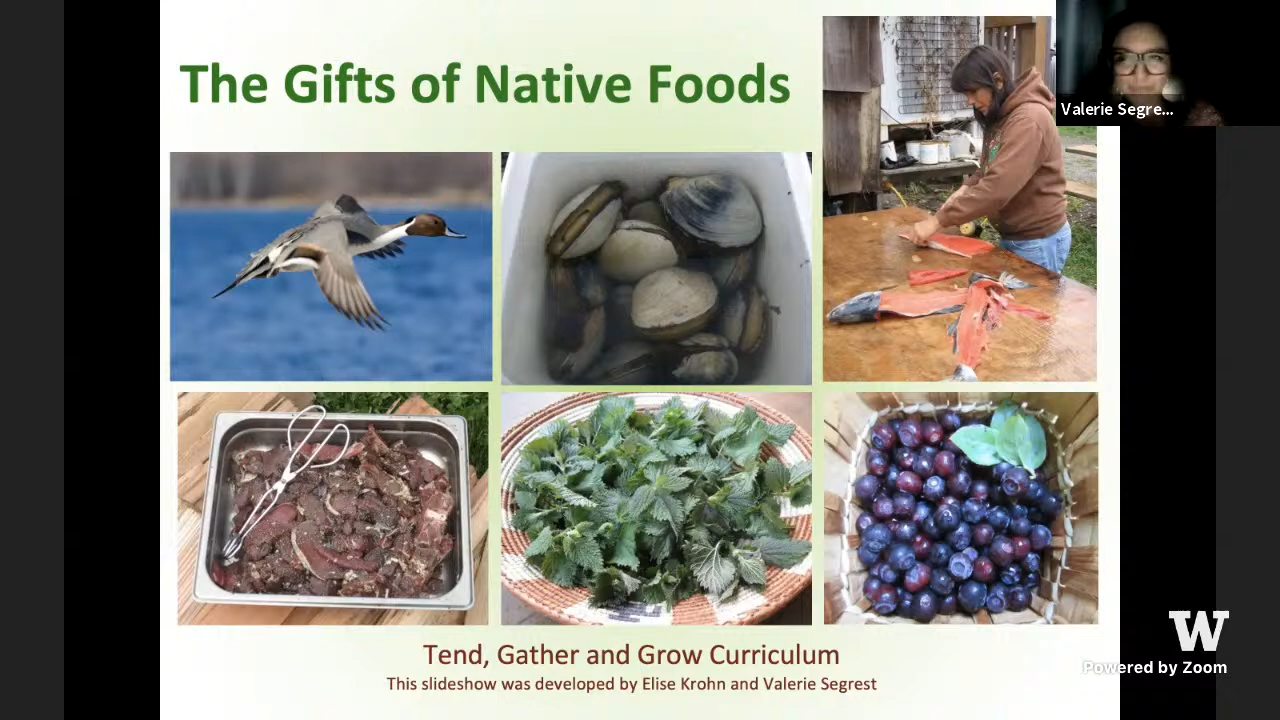 The Gifts of Native Foods
Valerie Segre...
Tend, Gather and Grow Curriculum
This slideshow was developed by Elise Krohn and Valerie Segrest
W
Powered by Zoom